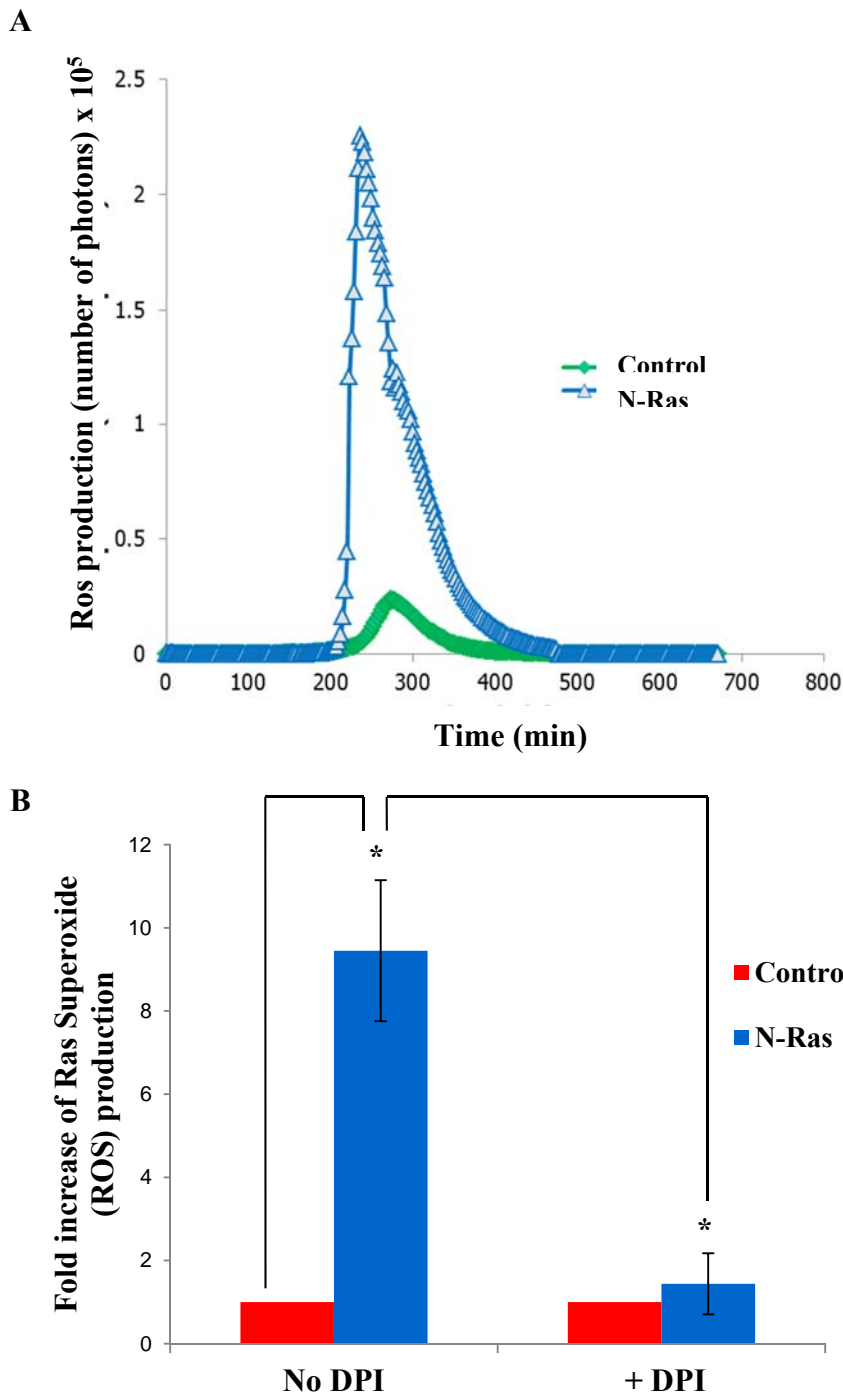 A
Ros production (number of photons) x 10⁵
2.5
2
1.5
1
0.5
0
0 100 200 300 400 500 600 700 800
Time (min)
Control
N-Ras
B
Fold increase of Ras Superoxide
(ROS) production
12
10
8
6
4
2
0
*
*
Contro
N-Ras
No DPI + DPI